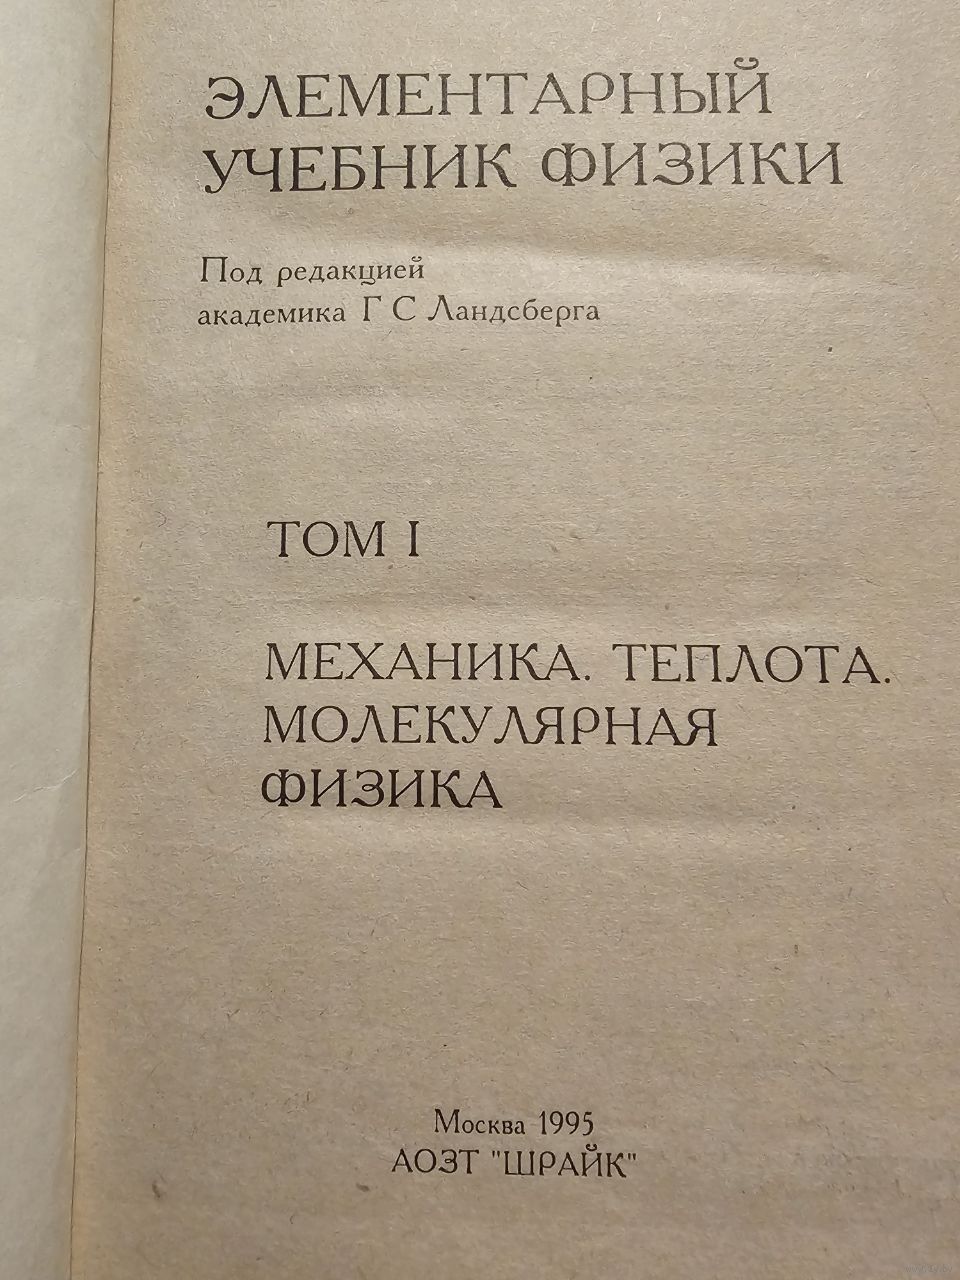 ЭЛЕМЕНТАРНЫЙ
УЧЕБНИК ФИЗИКИ
Под редакцией
академика Г С Ландсберга
ТОМ I
МЕХАНИКА. ТЕПЛОТА.
МОЛЕКУЛЯРНАЯ
ФИЗИКА
Москва 1995
АОЗТ "ШРАЙК"